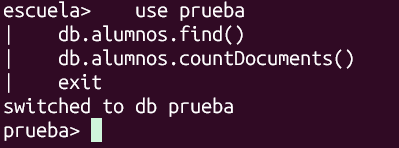 escuela>    use prueba
|    db.alumnos.find()
|    db.alumnos.countDocuments()
|    exit
switched to db prueba
prueba>